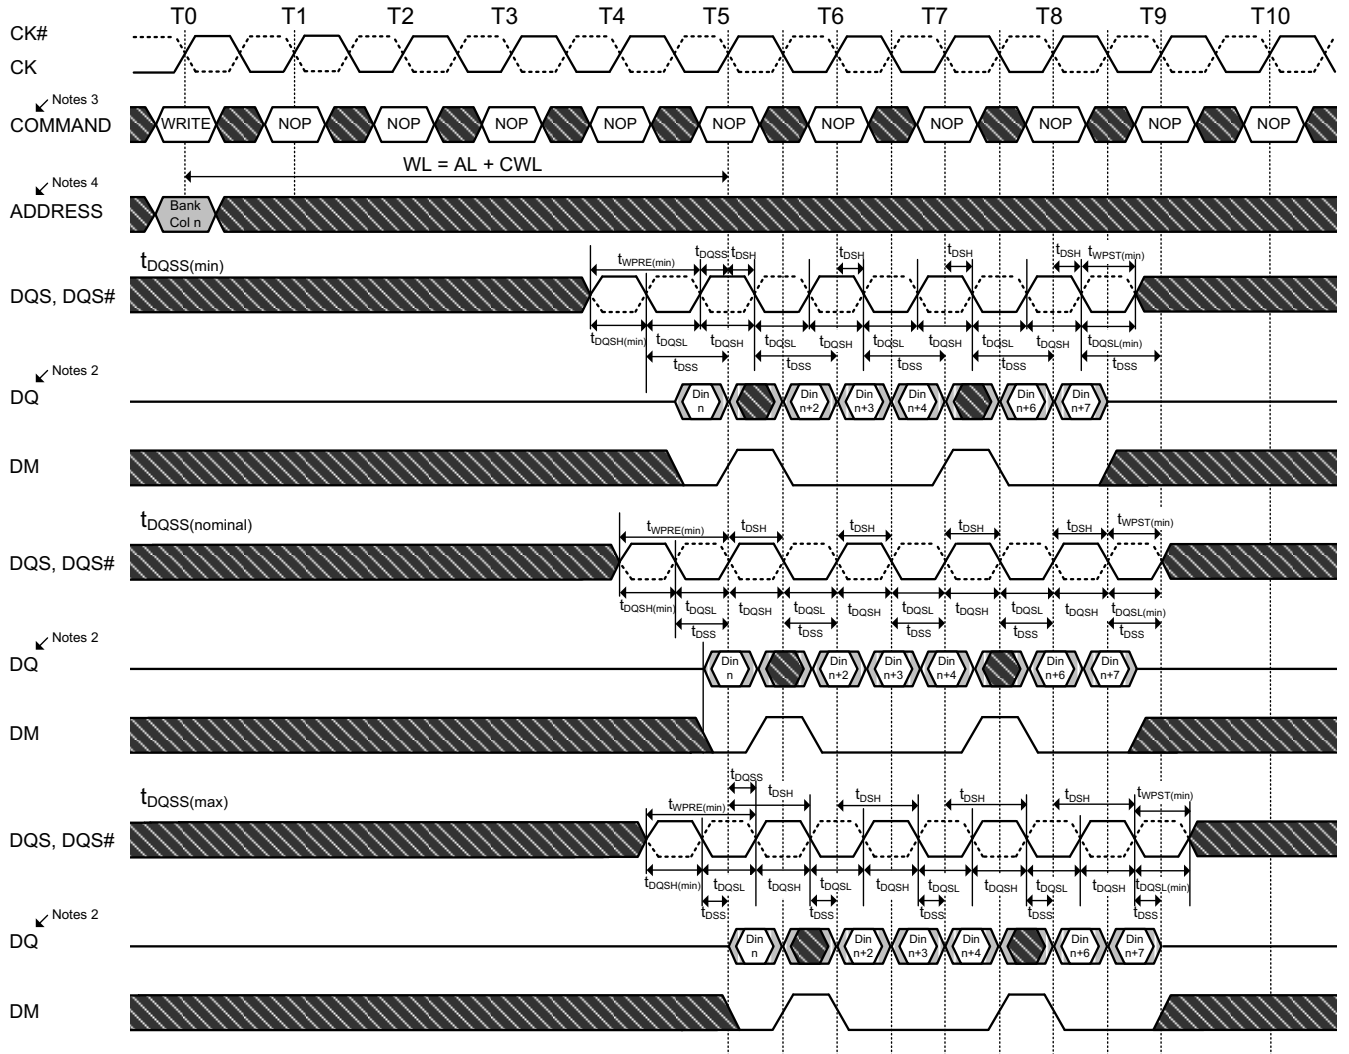 T0 T1 T2 T3 T4 T5 T6 T7 T8 T9 T10
CK#
CK
Notes 3
COMMAND WRITE NOP NOP NOP NOP NOP NOP NOP NOP NOP NOP
WL = AL + CWL
Notes 4
ADDRESS Bank Col n
tDQSS(min) tWPRE(min) tDQSS tDSH tDSH tDSH tDSH tWPST(min)
DQS, DQS#
tDQSH(min) tDQSL tDQSH tDQSL tDQSH tDQSL tDQSH tDQSL tDQSH tDQSL(min)
tDSS tDSS tDSS tDSS tDSS
Notes 2
DQ Din n Din n+2 Din n+3 Din n+4 Din n+6 Din n+7
DM
tDQSS(nominal) tWPRE(min) tDSH tDSH tDSH tDSH tWPST(min)
DQS, DQS#
tDQSH(min) tDQSL tDQSH tDQSL tDQSH tDQSL tDQSH tDQSL tDQSH tDQSL(min)
tDSS tDSS tDSS tDSS tDSS
Notes 2
DQ Din n Din n+2 Din n+3 Din n+4 Din n+6 Din n+7
DM
tDQSS
tDQSS(max) tWPRE(min) tDSH tDSH tDSH tDSH tWPST(min)
DQS, DQS#
tDQSH(min) tDQSL tDQSH tDQSL tDQSH tDQSL tDQSH tDQSL tDQSH tDQSL(min)
tDSS tDSS tDSS tDSS tDSS
Notes 2
DQ Din n Din n+2 Din n+3 Din n+4 Din n+6 Din n+7
DM